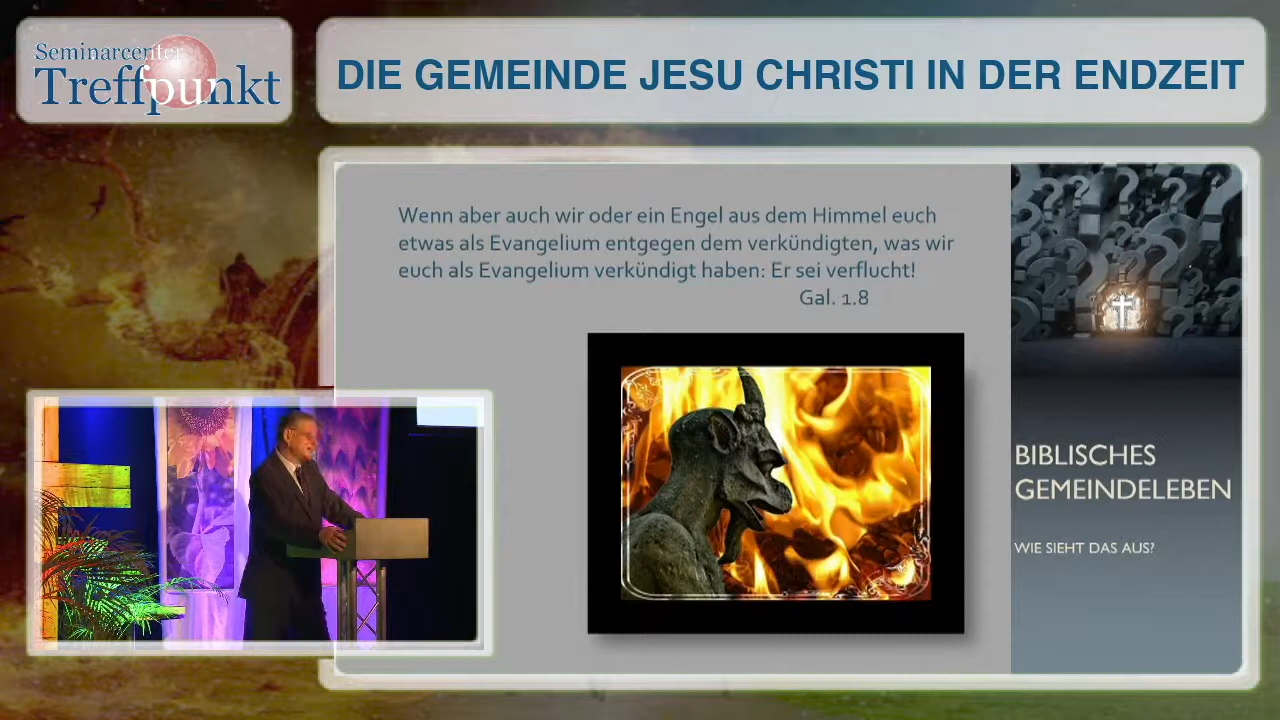 Seminarcenter
Treffpunkt
DIE GEMEINDE JESU CHRISTI IN DER ENDZEIT
Wenn aber auch wir oder ein Engel aus dem Himmel euch
etwas als Evangelium entgegen dem verkündigten, was wir
euch als Evangelium verkündigt haben: Er sei verflucht!
Gal. 1.8
BIBLISCHES
GEMEINDELEBEN
WIE SIEHT DAS AUS?